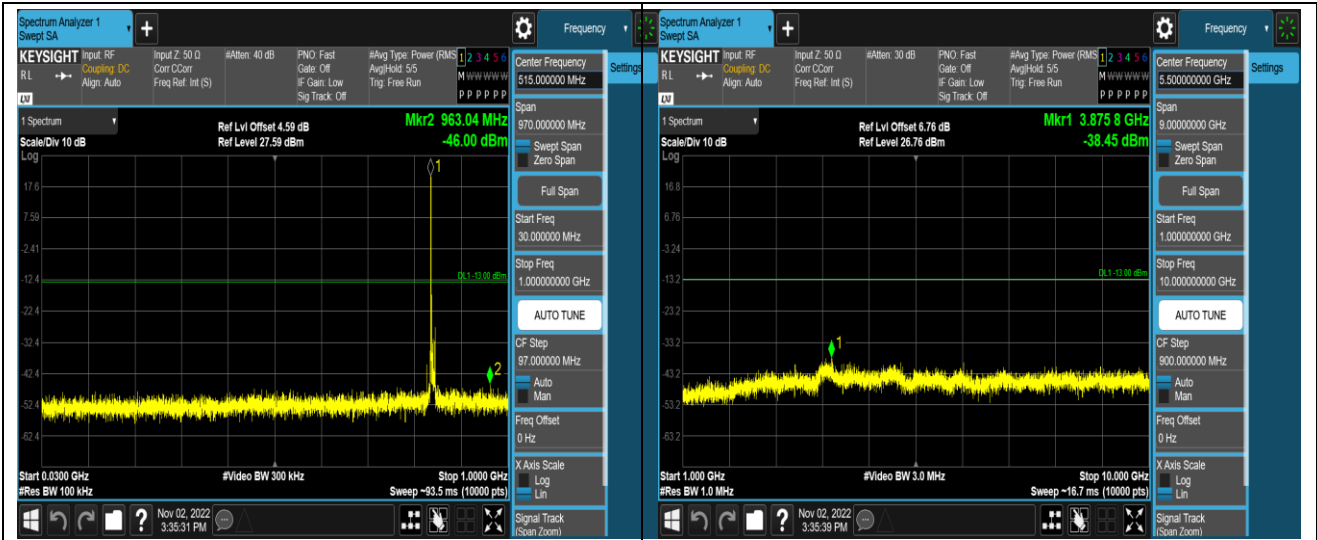 Spectrum Analyzer 1
Swept SA
Frequency
KEYSIGHT
RL
LXI
Input: RF
Coupling: DC
Align: Auto
Input Z: 50 Ω
Corr CCorr
Freq Ref: Int (S)
#Atten: 40 dB
PNO: Fast
Gate: Off
IF Gain: Low
Sig Track: Off
#Avg Type: Power (RMS
Avg|Hold: 5/5
Trig: Free Run
1 2 3 4 5 6
M W W W W W
P P P P P P
1 Spectrum
Scale/Div 10 dB
Ref Lvl Offset 4.59 dB
Ref Level 27.59 dBm
Mkr2 963.04 MHz
-46.00 dBm
Log
17.6
7.59
-2.41
-12.4
-22.4
-32.4
-42.4
-52.4
-62.4
1
DL1 -13.00 dBm
2
Start 0.0300 GHz
#Res BW 100 kHz
#Video BW 300 kHz
Stop 1.0000 GHz
Sweep ~93.5 ms (10000 pts)
Nov 02, 2022
3:35:31 PM
Center Frequency
515.000000 MHz
Span
970.000000 MHz
Swept Span
Zero Span
Full Span
Start Freq
30.000000 MHz
Stop Freq
1.000000000 GHz
AUTO TUNE
CF Step
97.000000 MHz
Auto
Man
Freq Offset
0 Hz
X Axis Scale
Log
Lin
Signal Track
(Span Zoom)
Settings
Spectrum Analyzer 1
Swept SA
Frequency
KEYSIGHT
RL
LXI
Input: RF
Coupling: DC
Align: Auto
Input Z: 50 Ω
Corr CCorr
Freq Ref: Int (S)
#Atten: 30 dB
PNO: Fast
Gate: Off
IF Gain: Low
Sig Track: Off
#Avg Type: Power (RMS
Avg|Hold: 5/5
Trig: Free Run
1 2 3 4 5 6
M W W W W W
P P P P P P
1 Spectrum
Scale/Div 10 dB
Ref Lvl Offset 6.76 dB
Ref Level 26.76 dBm
Mkr1 3.875 8 GHz
-38.45 dBm
Log
16.8
6.76
-3.24
-13.2
-23.2
-33.2
-43.2
-53.2
-63.2
DL1 -13.00 dBm
1
Start 1.000 GHz
#Res BW 1.0 MHz
#Video BW 3.0 MHz
Stop 10.000 GHz
Sweep ~16.7 ms (10000 pts)
Nov 02, 2022
3:35:39 PM
Center Frequency
5.500000000 GHz
Span
9.00000000 GHz
Swept Span
Zero Span
Full Span
Start Freq
1.000000000 GHz
Stop Freq
10.000000000 GHz
AUTO TUNE
CF Step
900.000000 MHz
Auto
Man
Freq Offset
0 Hz
X Axis Scale
Log
Lin
Signal Track
(Span Zoom)
Settings